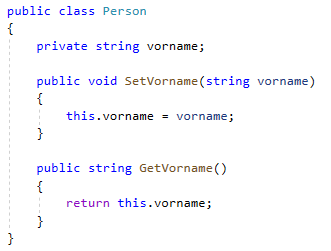 public class Person
{
    private string vorname;

    public void SetVorname(string vorname)
    {
        this.vorname = vorname;
    }

    public string GetVorname()
    {
        return this.vorname;
    }
}